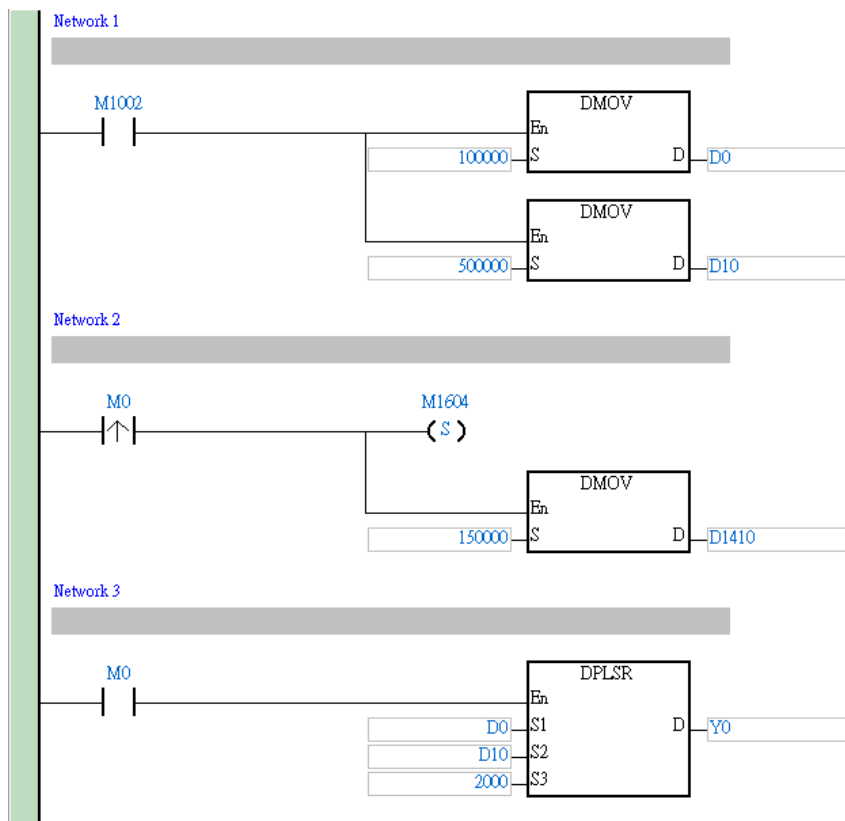 Network 1
M1002
DMOV
En
100000 S D D0
DMOV
En
500000 S D D10
Network 2
M0 M1604
S
DMOV
En
150000 S D D1410
Network 3
M0
DPLSR
En
D0 S1 D Y0
D10 S2
2000 S3